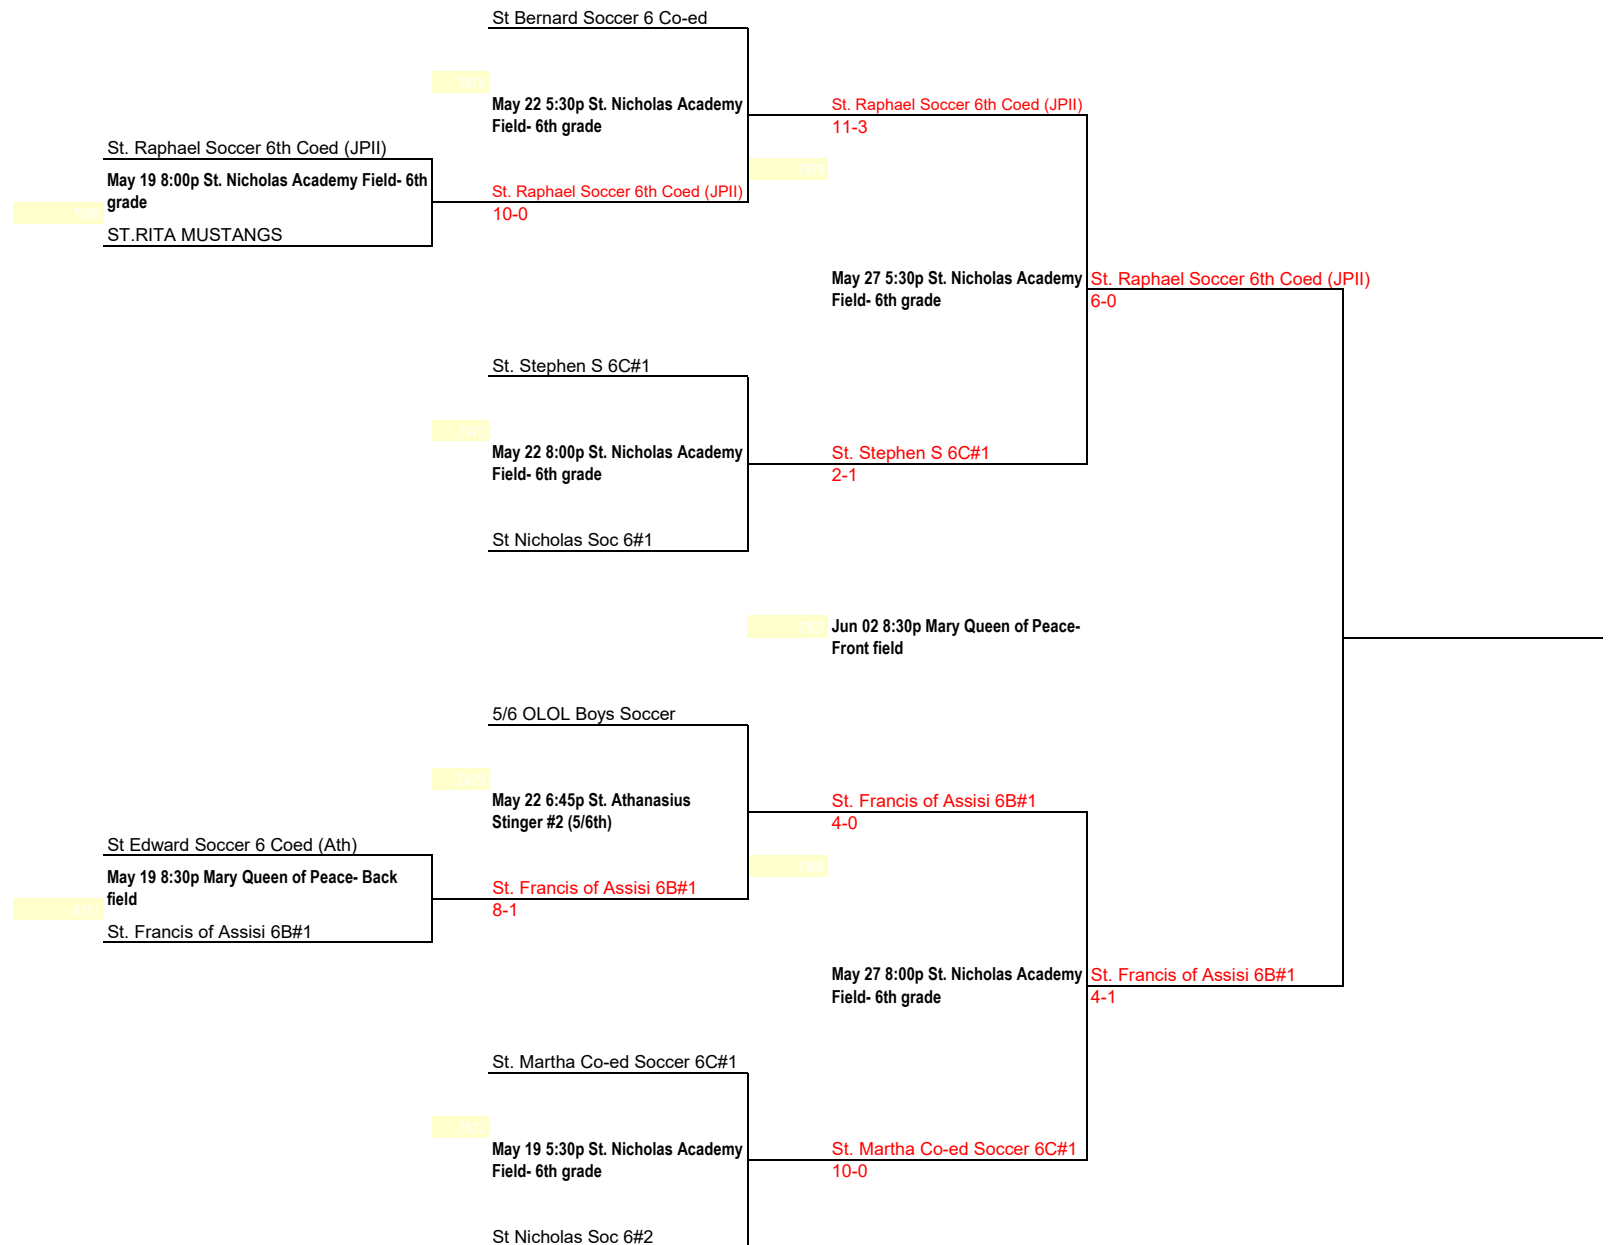 St Bernard Soccer 6 Co-ed
May 22 5:30p St. Nicholas Academy
Field- 6th grade
St. Raphael Soccer 6th Coed (JPII)
11-3
St. Raphael Soccer 6th Coed (JPII)
May 19 8:00p St. Nicholas Academy Field- 6th
grade
ST.RITA MUSTANGS
St. Raphael Soccer 6th Coed (JPII)
10-0
May 27 5:30p St. Nicholas Academy
Field- 6th grade
St. Raphael Soccer 6th Coed (JPII)
6-0
St. Stephen S 6C#1
May 22 8:00p St. Nicholas Academy
Field- 6th grade
St. Stephen S 6C#1
2-1
St Nicholas Soc 6#1
Jun 02 8:30p Mary Queen of Peace-
Front field
5/6 OLOL Boys Soccer
May 22 6:45p St. Athanasius
Stinger #2 (5/6th)
St. Francis of Assisi 6B#1
4-0
St Edward Soccer 6 Coed (Ath)
May 19 8:30p Mary Queen of Peace- Back
field
St. Francis of Assisi 6B#1
St. Francis of Assisi 6B#1
8-1
May 27 8:00p St. Nicholas Academy
Field- 6th grade
St. Francis of Assisi 6B#1
4-1
St. Martha Co-ed Soccer 6C#1
May 19 5:30p St. Nicholas Academy
Field- 6th grade
St. Martha Co-ed Soccer 6C#1
10-0
St Nicholas Soc 6#2